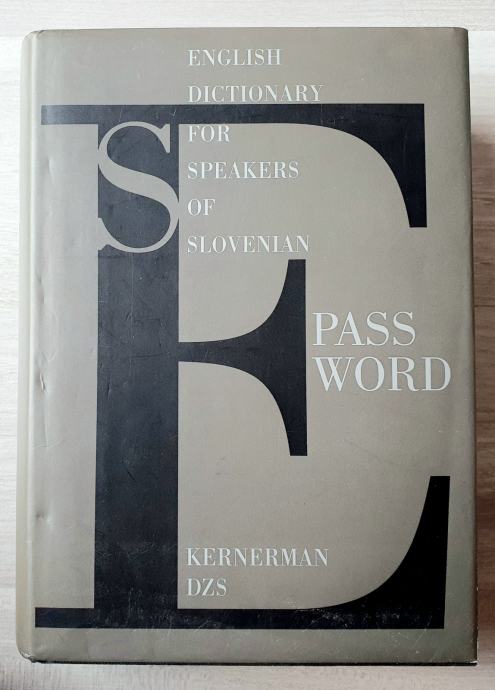 ENGLISH
DICTIONARY
FOR
SPEAKERS
OF
SLOVENIAN
E
S
PASS
WORD
KERNERMAN
DZS